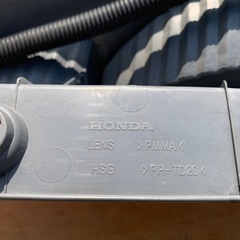 HONDA
LENS >PMMA<
HSG >PP-TD20<